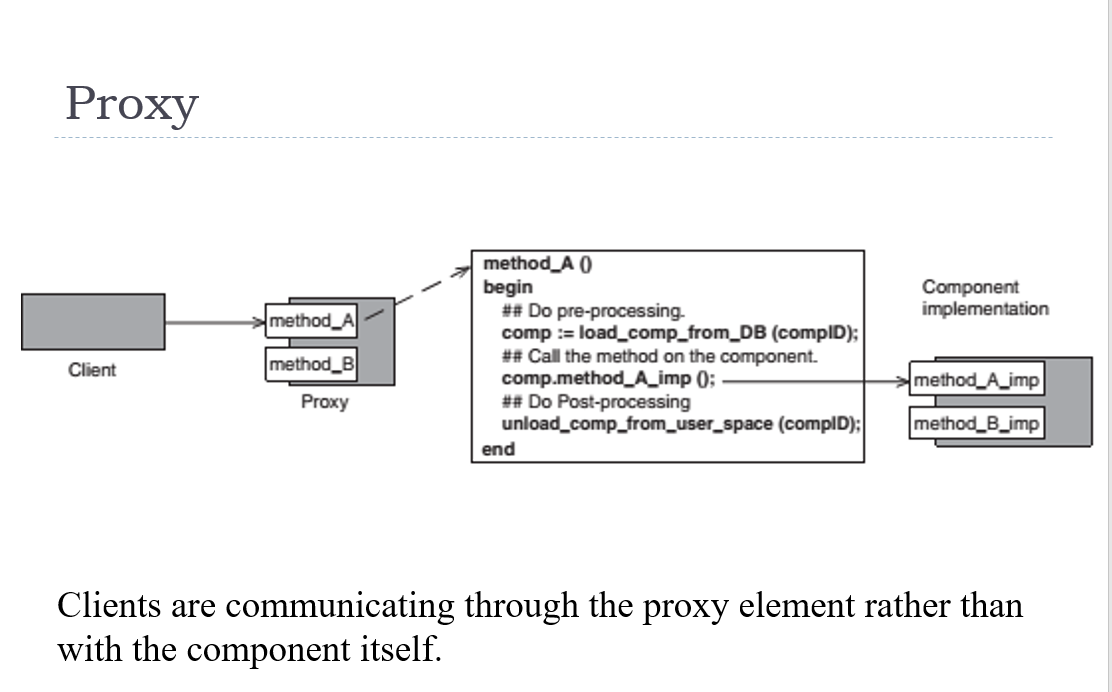 Proxy
method_A ()
begin
## Do pre-processing.
comp := load_comp_from_DB (compID);
## Call the method on the component.
comp.method_A_imp ();
## Do Post-processing
unload_comp_from_user_space (compID);
end
Client
method_A
method_B
Proxy
Component
implementation
method_A_imp
method_B_imp
Clients are communicating through the proxy element rather than
with the component itself.